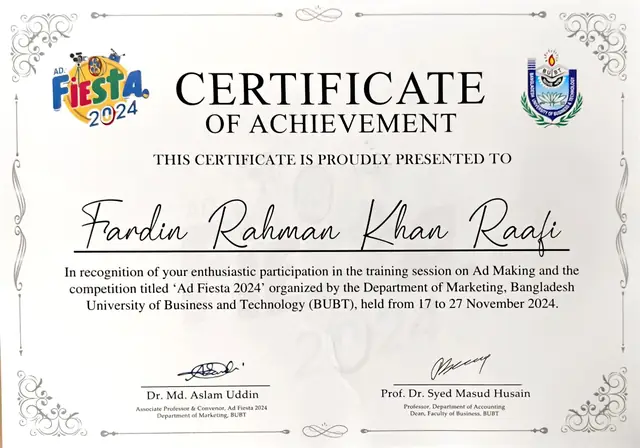 AD.
FiESTA
2024
CERTIFICATE
OF ACHIEVEMENT
BUBT
THIS CERTIFICATE IS PROUDLY PRESENTED TO
Fardin Rahman Khan Raafi
In recognition of your enthusiastic participation in the training session on Ad Making and the
competition titled ‘Ad Fiesta 2024’ organized by the Department of Marketing, Bangladesh
University of Business and Technology (BUBT), held from 17 to 27 November 2024.
Dr. Md. Aslam Uddin
Associate Professor & Convenor, Ad Fiesta 2024
Department of Marketing, BUBT
Prof. Dr. Syed Masud Husain
Professor, Department of Accounting
Dean, Faculty of Business, BUBT